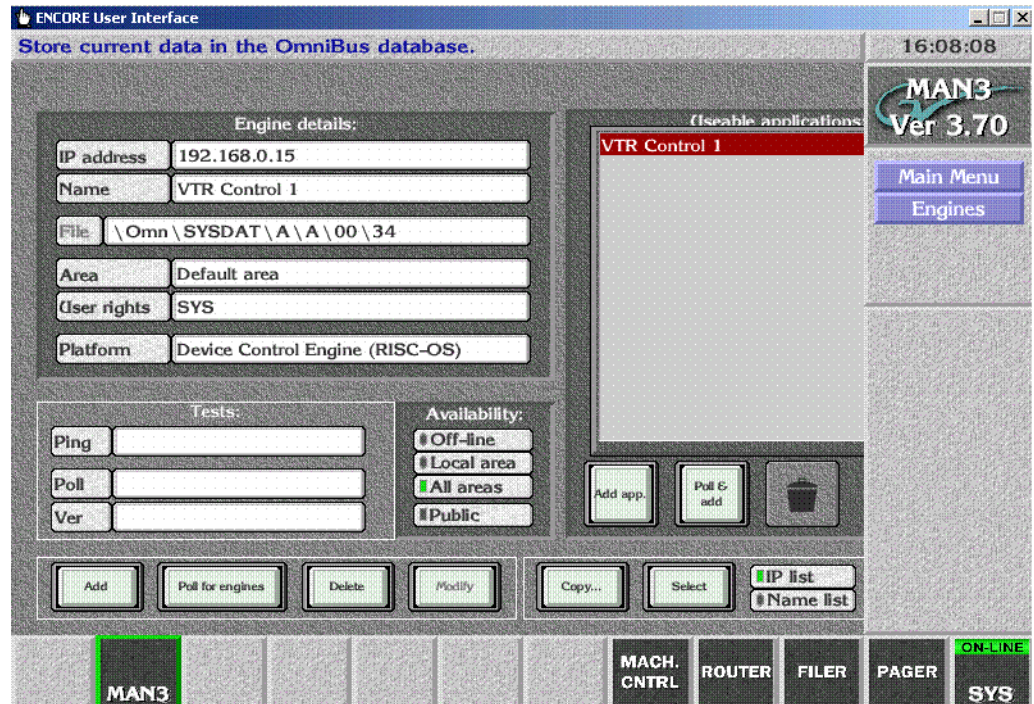 ENCORE User Interface
Store current data in the OmniBus database.
16:08:08
MAN3
Ver 3.70
Main Menu
Engines
Engine details:
IP address 192.168.0.15
Name VTR Control 1
File \Omn\SYSDAT\A\A\00\34
Area Default area
User rights SYS
Platform Device Control Engine (RISC-OS)
Useable applications:
VTR Control 1
Tests:
Ping
Poll
Ver
Availability:
Off-line
Local area
All areas
Public
Add app.
Poll &
add
Add
Poll for engines
Delete
Modify
Copy...
Select
IP list
Name list
MAN3
MACH.
CNTRL
ROUTER
FILER
PAGER
ON-LINE
SYS